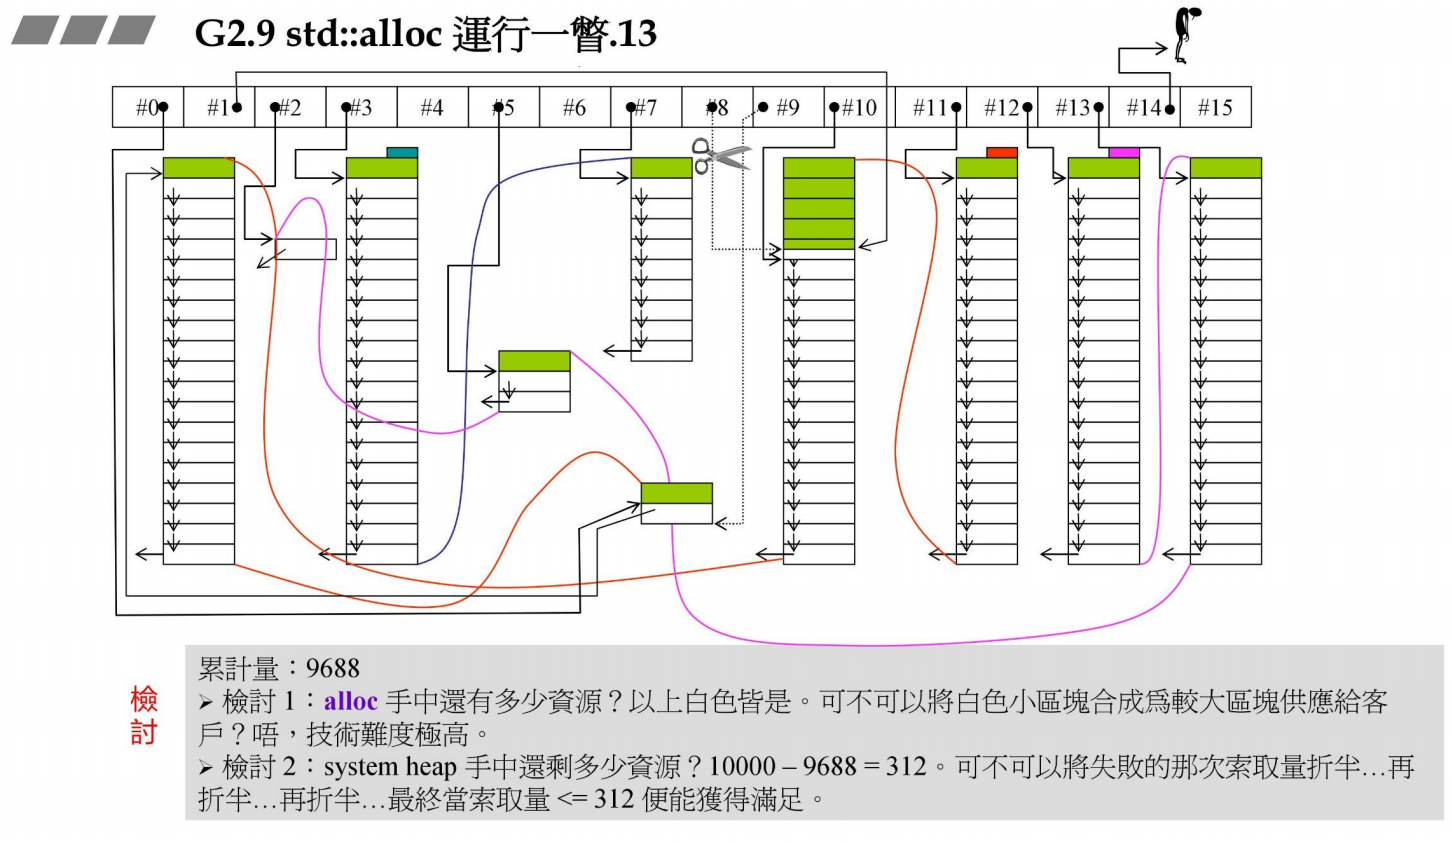 G2.9 std::alloc 運行一瞥.13
#0 #1 #2 #3 #4 #5 #6 #7 #8 #9 #10 #11 #12 #13 #14 #15
檢討
累計量：9688
➢ 檢討 1：alloc 手中還有多少資源？以上白色皆是。可不可以將白色小區塊合成爲較大區塊供應給客
戶？唔，技術難度極高。
➢ 檢討 2：system heap 手中還剩多少資源？10000 – 9688 = 312。可不可以將失敗的那次索取量折半…再
折半…再折半…最終當索取量 <= 312 便能獲得滿足。